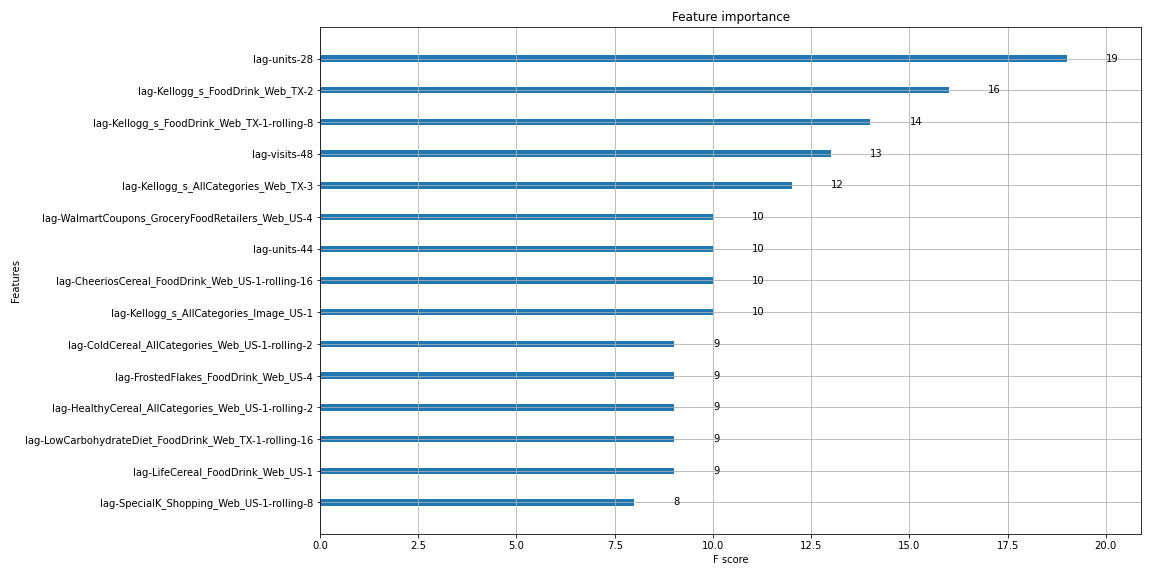 Feature importance
Features
lag-units-28 19
lag-Kellogg_s_FoodDrink_Web_TX-2 16
lag-Kellogg_s_FoodDrink_Web_TX-1-rolling-8 14
lag-visits-48 13
lag-Kellogg_s_AllCategories_Web_TX-3 12
lag-WalmartCoupons_GroceryFoodRetailers_Web_US-4 10
lag-units-44 10
lag-CheeriosCereal_FoodDrink_Web_US-1-rolling-16 10
lag-Kellogg_s_AllCategories_Image_US-1 10
lag-ColdCereal_AllCategories_Web_US-1-rolling-2 9
lag-FrostedFlakes_FoodDrink_Web_US-4 9
lag-HealthyCereal_AllCategories_Web_US-1-rolling-2 9
lag-LowCarbohydrateDiet_FoodDrink_Web_TX-1-rolling-16 9
lag-LifeCereal_FoodDrink_Web_US-1 9
lag-SpecialK_Shopping_Web_US-1-rolling-8 8
0.0 2.5 5.0 7.5 10.0 12.5 15.0 17.5 20.0
F score